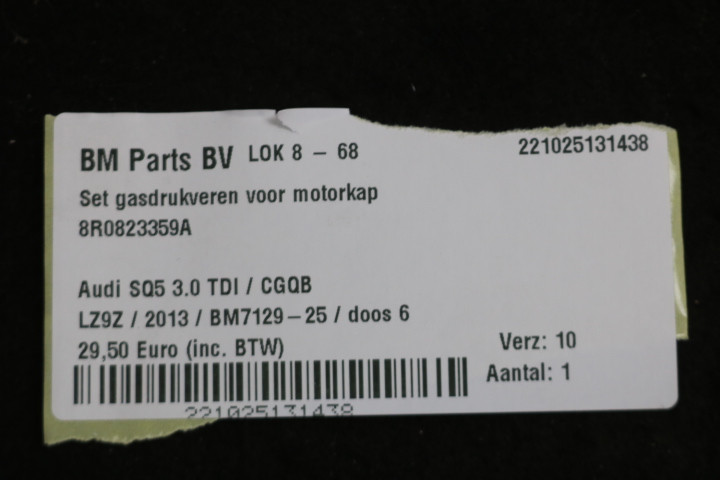 BM Parts BV LOK 8 - 68 221025131438
Set gasdrukveren voor motorkap
8R0823359A
Audi SQ5 3.0 TDI / CGQB
LZ9Z / 2013 / BM7129-25 / doos 6
29,50 Euro (inc. BTW) Verz: 10
Aantal: 1
221025131438